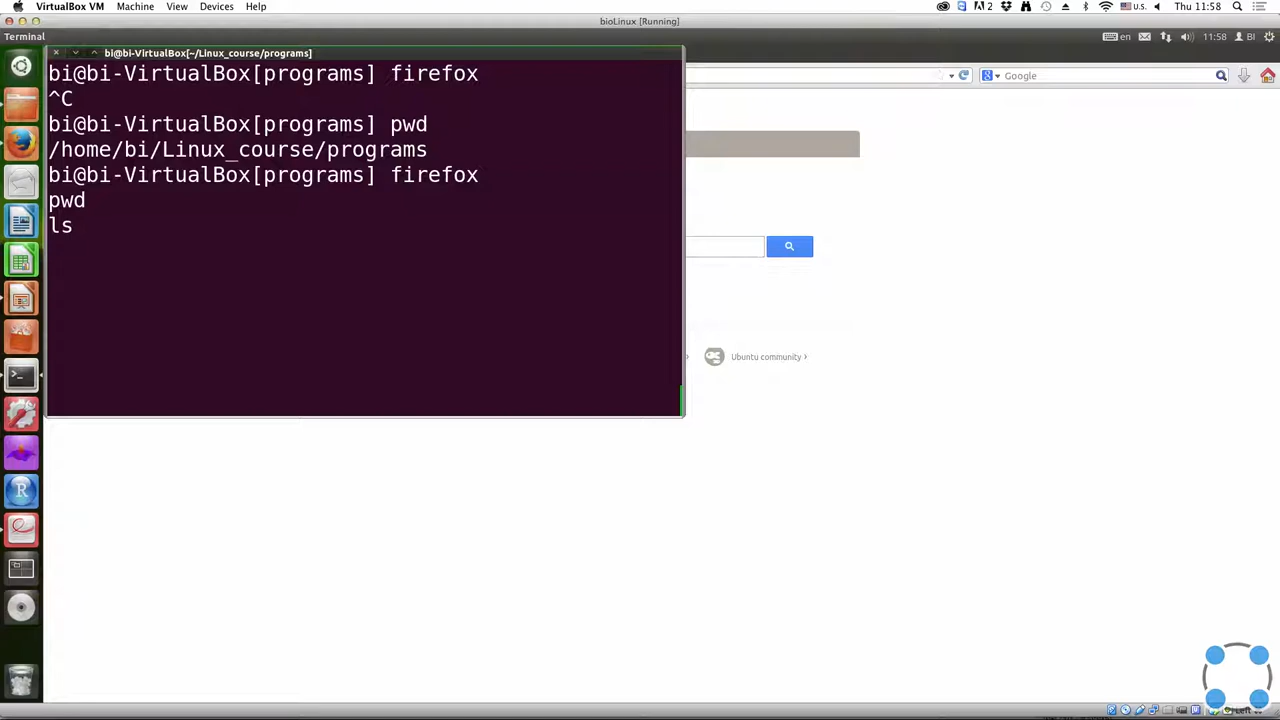 VirtualBox VM Machine View Devices Help
2 U.S. Thu 11:58
bioLinux [Running]
Terminal
en 11:58 BI
bi@bi-VirtualBox[~/Linux_course/programs]
bi@bi-VirtualBox[programs] firefox
^C
bi@bi-VirtualBox[programs] pwd
/home/bi/Linux_course/programs
bi@bi-VirtualBox[programs] firefox
pwd
ls
Google
Ubuntu community ›
R